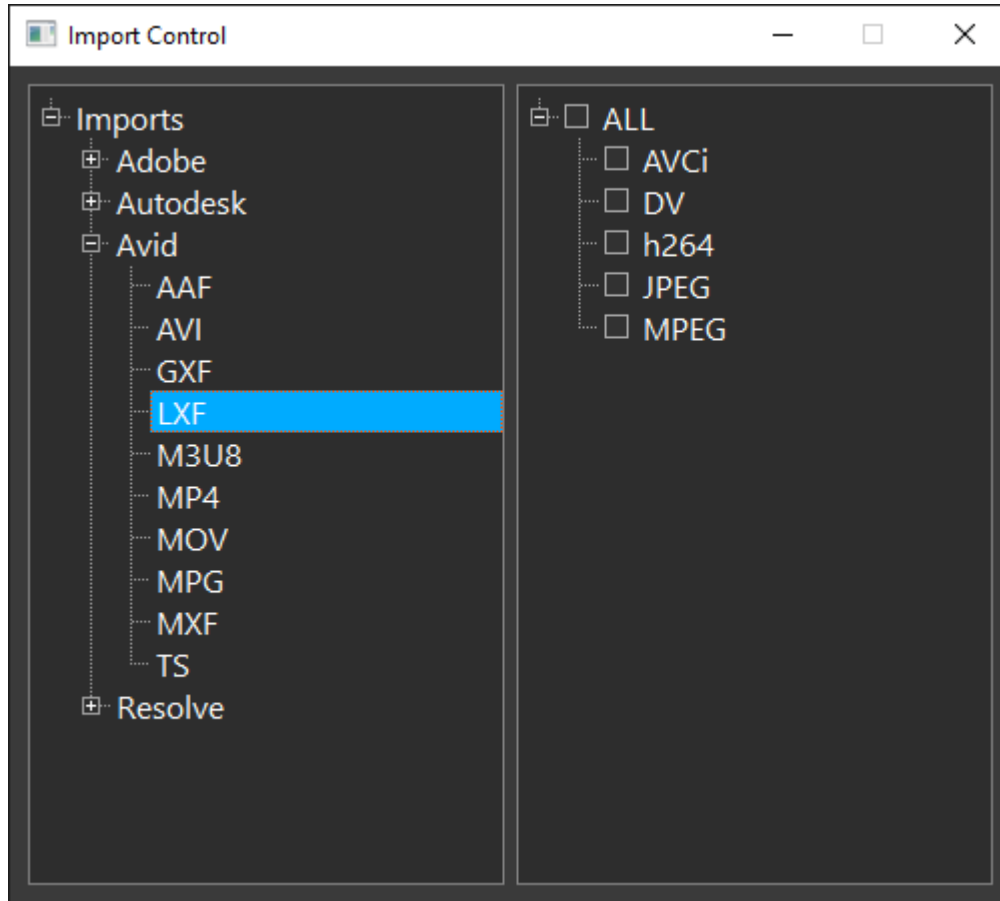 Import Control
Imports
Adobe
Autodesk
Avid
AAF
AVI
GXF
LXF
M3U8
MP4
MOV
MPG
MXF
TS
Resolve
ALL
AVCi
DV
h264
JPEG
MPEG